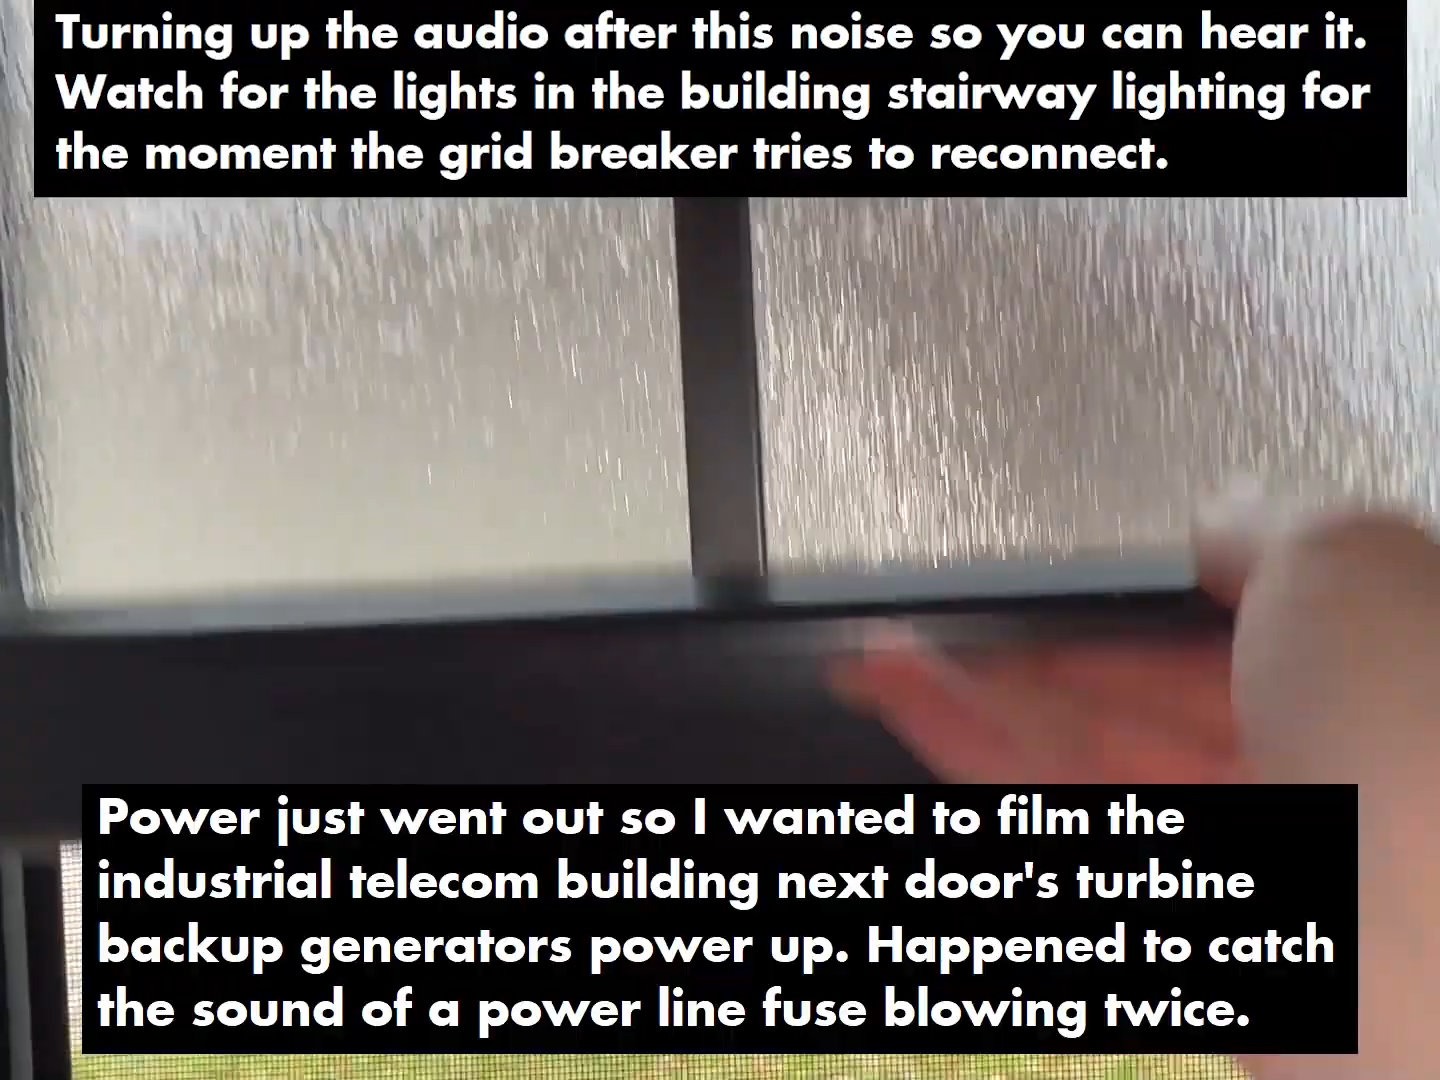 Turning up the audio after this noise so you can hear it.
Watch for the lights in the building stairway lighting for
the moment the grid breaker tries to reconnect.
Power just went out so I wanted to film the
industrial telecom building next door's turbine
backup generators power up. Happened to catch
the sound of a power line fuse blowing twice.